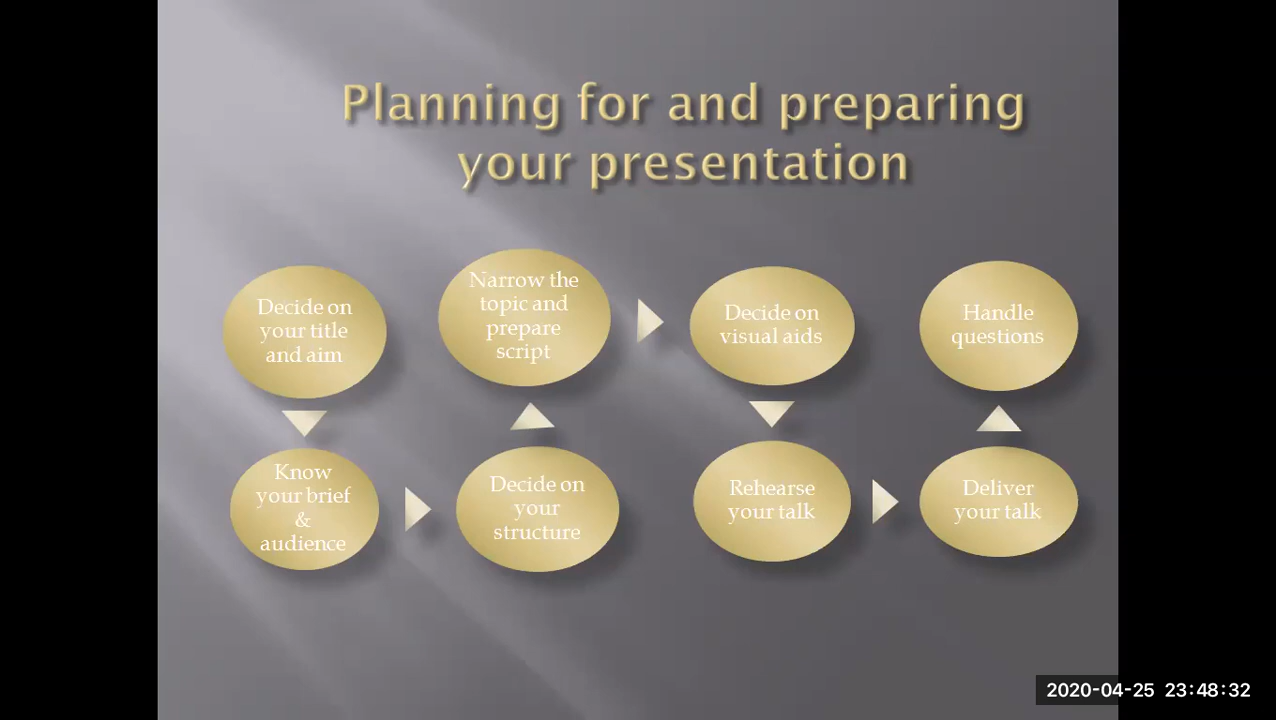 Planning for and preparing
your presentation
Decide on
your title
and aim
Know
your brief
&
audience
Decide on
your
structure
Narrow the
topic and
prepare
script
Decide on
visual aids
Rehearse
your talk
Deliver
your talk
Handle
questions
2020-04-25 23:48:32